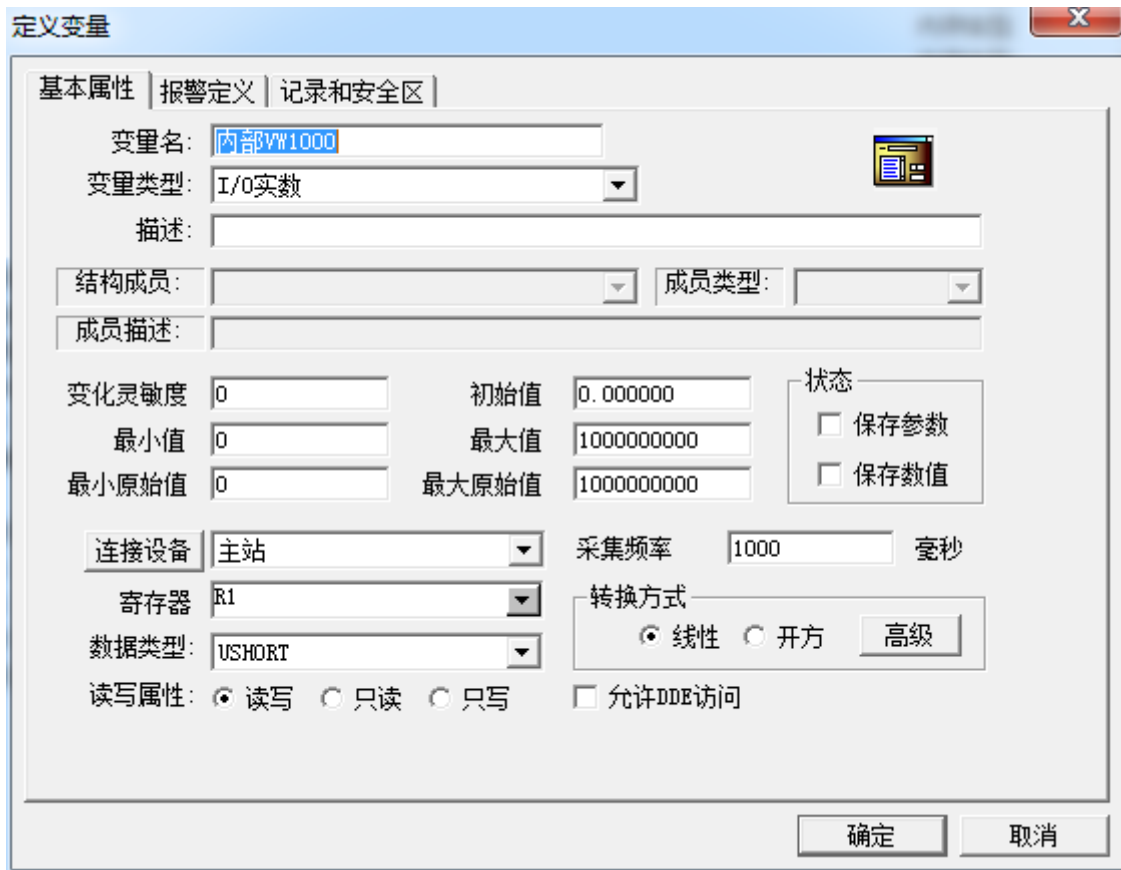 定义变量
基本属性 报警定义 记录和安全区
变量名: 内部VW1000
变量类型: I/O实数
描述:
结构成员: 成员类型:
成员描述:
变化灵敏度 0 初始值 0.000000 状态
最小值 0 最大值 1000000000 保存参数
最小原始值 0 最大原始值 1000000000 保存数值
连接设备 主站 采集频率 1000 毫秒
寄存器 R1 转换方式
数据类型: USHORT 线性 开方 高级
读写属性: 读写 只读 只写 允许DDE访问
确定 取消